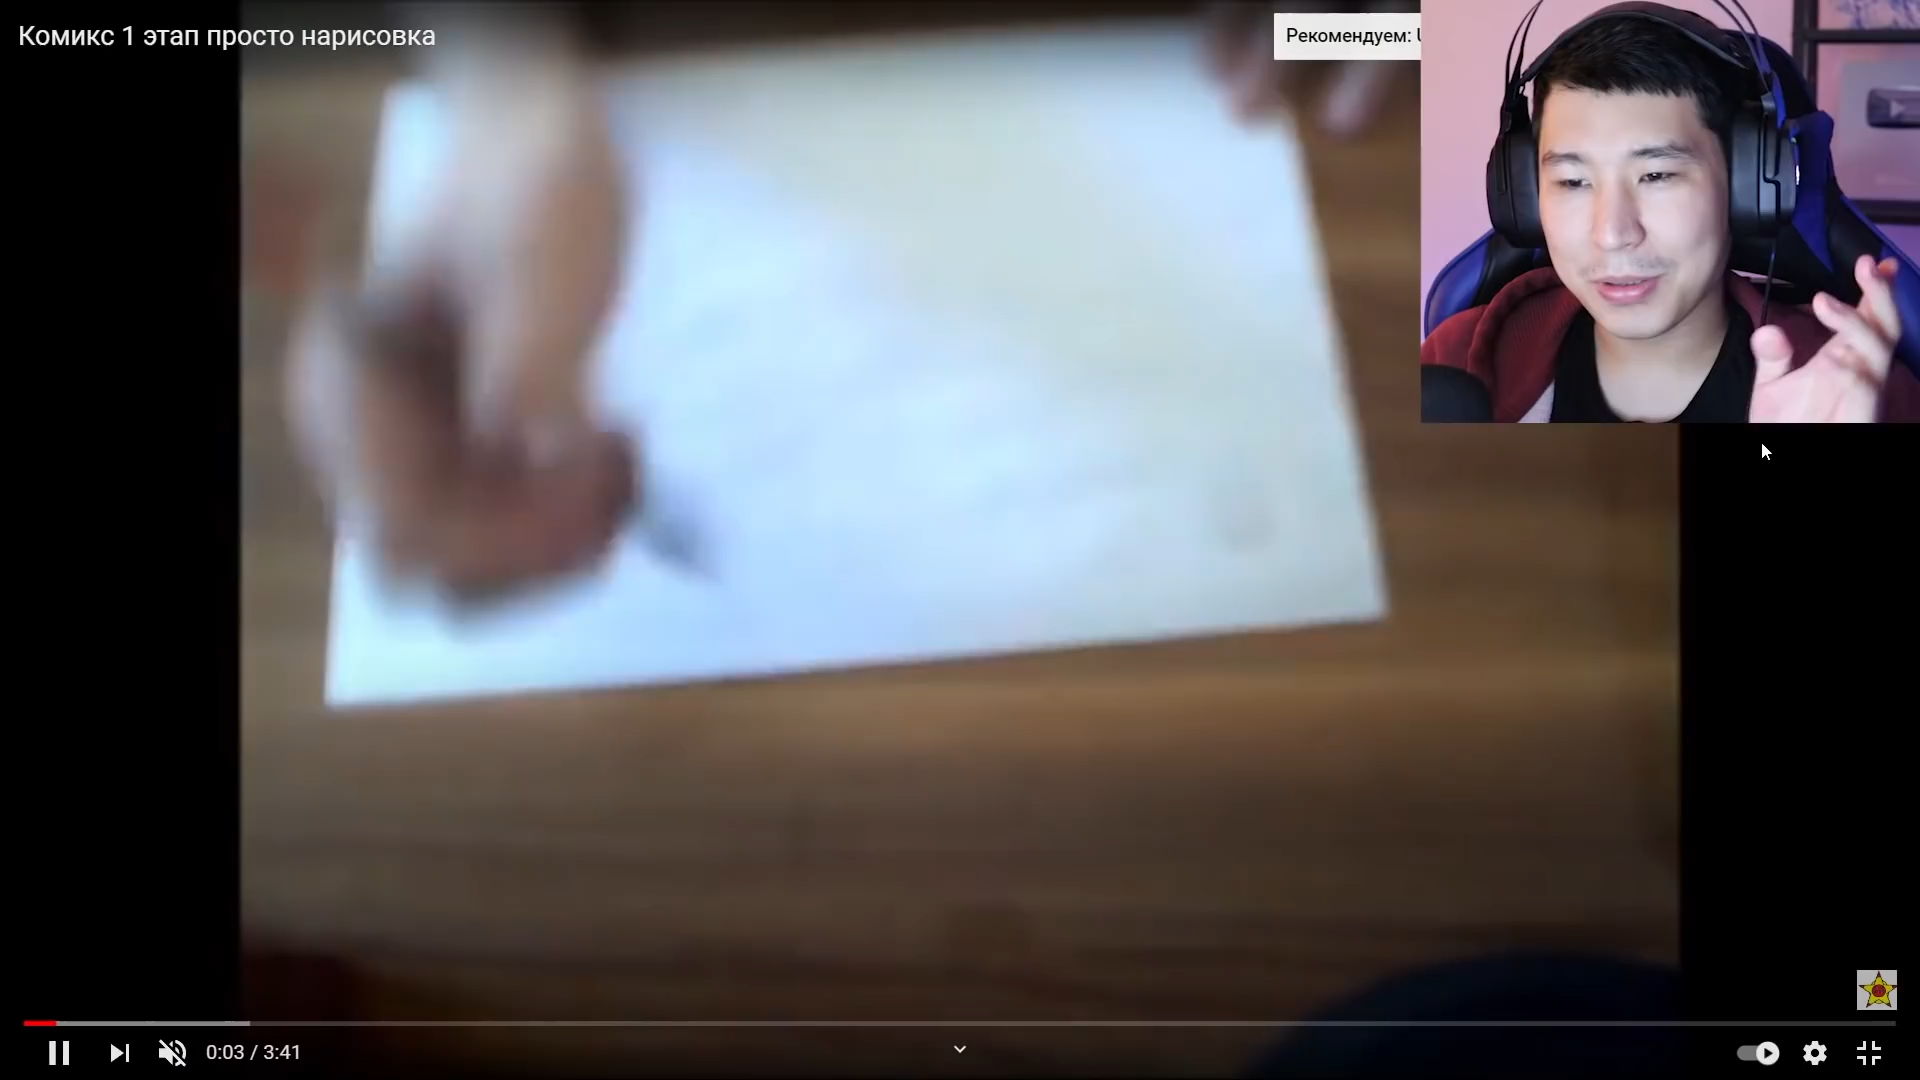 Комикс 1 этап просто нарисовка
Рекомендуем:
0:03 / 3:41